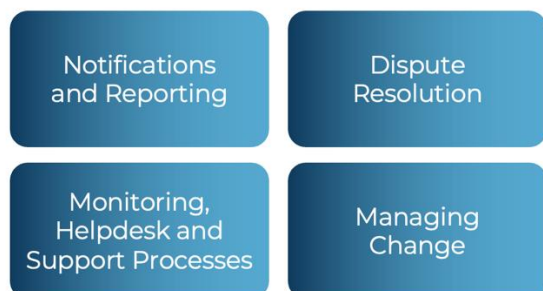 Notifications
and Reporting
Dispute
Resolution
Monitoring,
Helpdesk and
Support Processes
Managing
Change